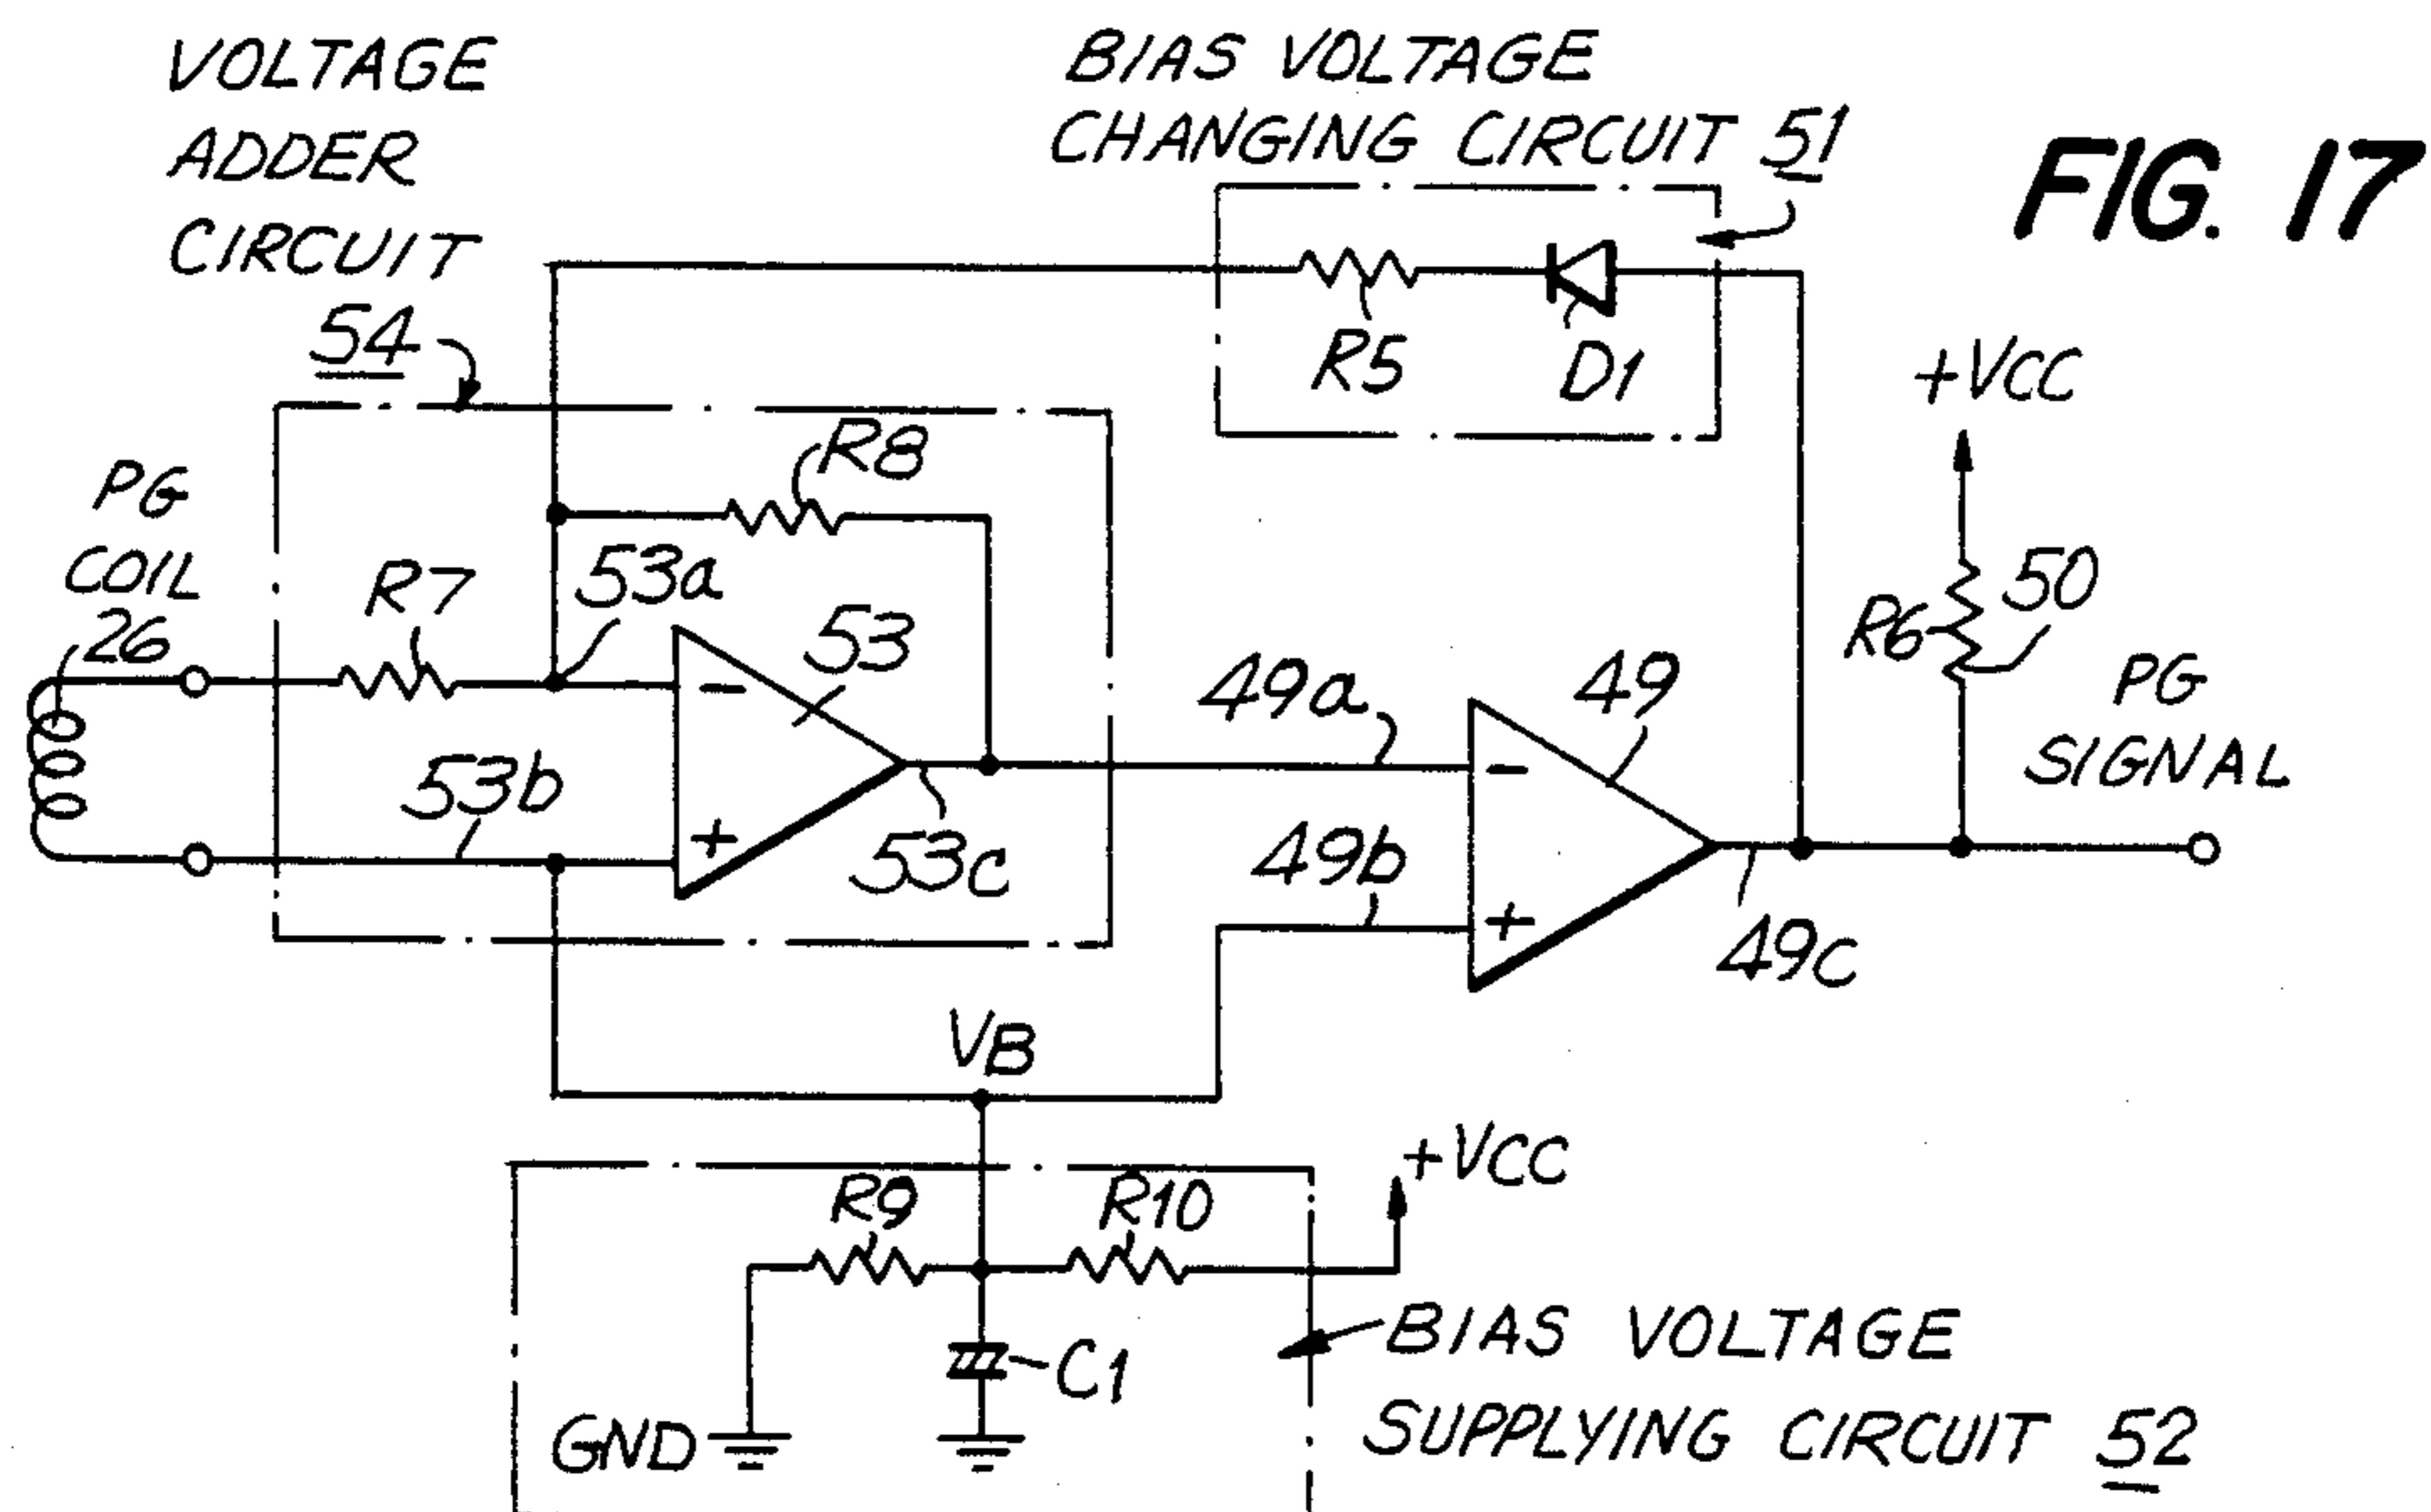 VOLTAGE
ADDER
CIRCUIT
54
BIAS VOLTAGE
CHANGING CIRCUIT 51
FIG. 17
R5
D1
+VCC
R8
PG
COIL
26
R7
53a
53
53b
53c
49a
49
49b
49c
R6
50
PG
SIGNAL
VB
R9
R10
+VCC
C1
GND
BIAS VOLTAGE
SUPPLYING CIRCUIT 52
-
+
-
+